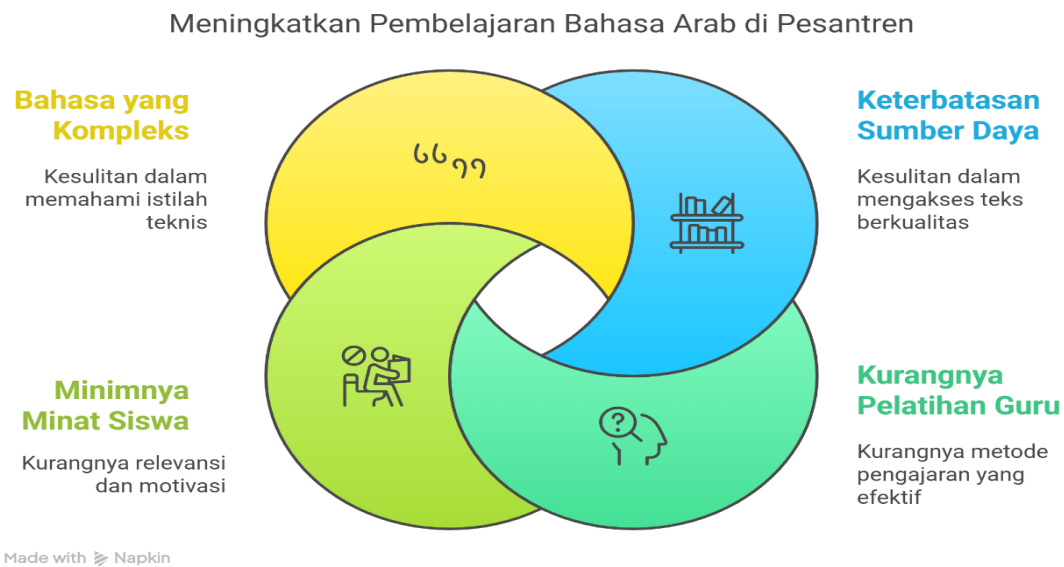 Meningkatkan Pembelajaran Bahasa Arab di Pesantren
Bahasa yang
Kompleks
Kesulitan dalam
memahami istilah
teknis
Keterbatasan
Sumber Daya
Kesulitan dalam
mengakses teks
berkualitas
Minimnya
Minat Siswa
Kurangnya relevansi
dan motivasi
Kurangnya
Pelatihan Guru
Kurangnya metode
pengajaran yang
efektif
Made with Napkin